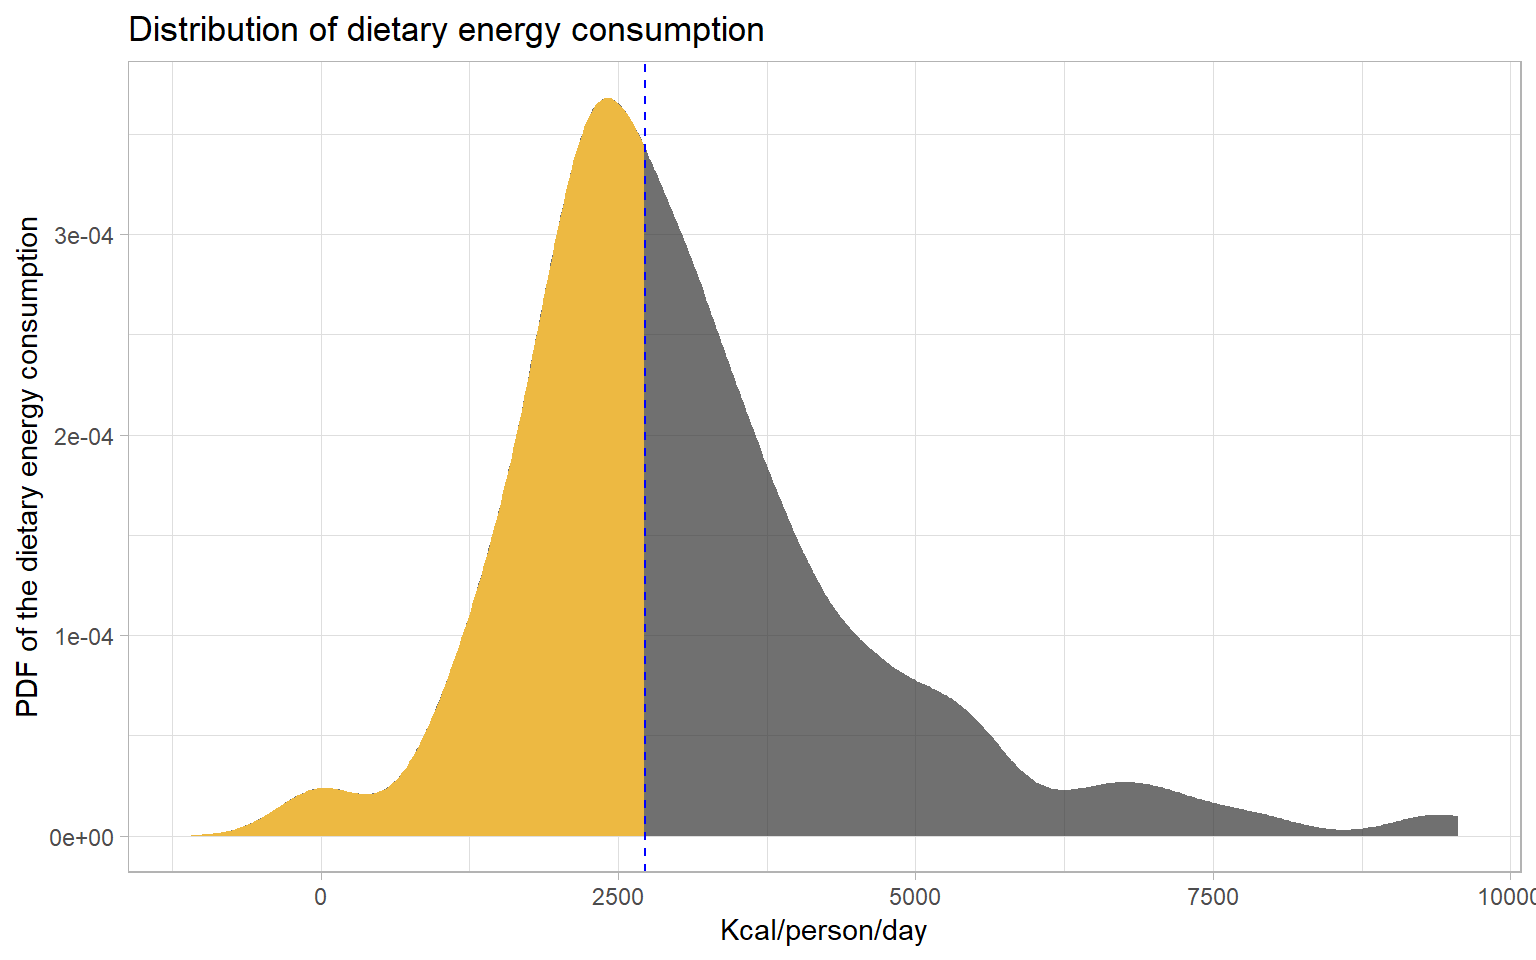 Distribution of dietary energy consumption
PDF of the dietary energy consumption
3e-04
2e-04
1e-04
0e+00
0
2500
5000
7500
10000
Kcal/person/day